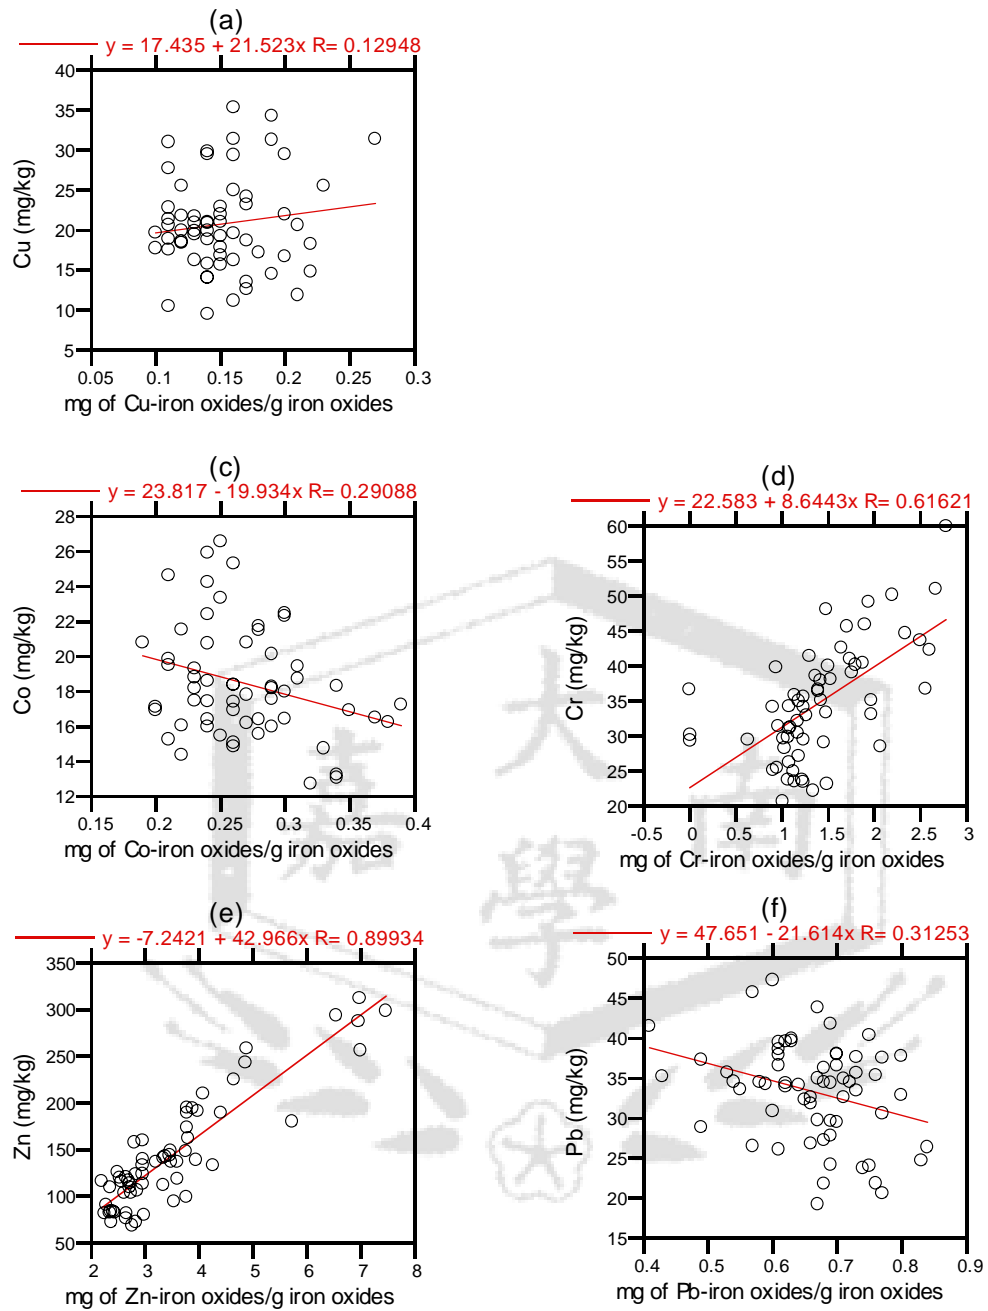 (a)
y = 17.435 + 21.523x R= 0.12948
40
35
30
25
20
15
10
5
Cu (mg/kg)
0.05 0.1 0.15 0.2 0.25 0.3
mg of Cu-iron oxides/g iron oxides
(c)
y = 23.817 - 19.934x R= 0.29088
28
26
24
22
20
18
16
14
12
Co (mg/kg)
0.15 0.2 0.25 0.3 0.35 0.4
mg of Co-iron oxides/g iron oxides
(d)
y = 22.583 + 8.6443x R= 0.61621
60
50
45
40
35
30
25
20
Cr (mg/kg)
-0.5 0 0.5 1 1.5 2 2.5 3
mg of Cr-iron oxides/g iron oxides
(e)
y = -7.2421 + 42.966x R= 0.89934
350
300
250
200
150
100
50
Zn (mg/kg)
2 3 4 5 6 7 8
mg of Zn-iron oxides/g iron oxides
(f)
y = 47.651 - 21.614x R= 0.31253
50
45
40
35
30
25
20
15
Pb (mg/kg)
0.4 0.5 0.6 0.7 0.8 0.9
mg of Pb-iron oxides/g iron oxides
大
嘉 南
學